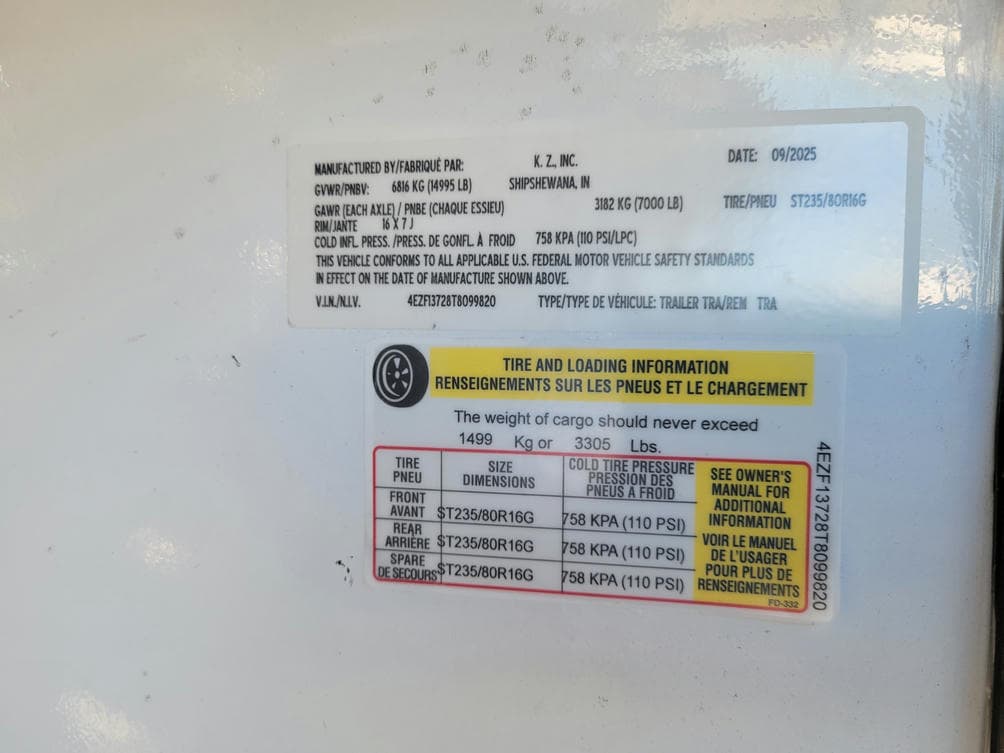 MANUFACTURED BY/FABRIQUÉ PAR: K. Z., INC. DATE: 09/2025
GVWR/PNBV: 6816 KG (14995 LB) SHIPSHEWANA, IN
GAWR (EACH AXLE) / PNBE (CHAQUE ESSIEU) 3182 KG (7000 LB) TIRE/PNEU ST235/80R16G
RIM/JANTE 16 X 7 J
COLD INFL. PRESS. /PRESS. DE GONFL. À FROID 758 KPA (110 PSI/LPC)
THIS VEHICLE CONFORMS TO ALL APPLICABLE U.S. FEDERAL MOTOR VEHICLE SAFETY STANDARDS
IN EFFECT ON THE DATE OF MANUFACTURE SHOWN ABOVE.
V.I.N./N.I.V. 4EZF13728T8099820 TYPE/TYPE DE VÉHICULE: TRAILER TRA/REM TRA
TIRE AND LOADING INFORMATION
RENSEIGNEMENTS SUR LES PNEUS ET LE CHARGEMENT
The weight of cargo should never exceed
1499 Kg or 3305 Lbs.
TIRE
PNEU
SIZE
DIMENSIONS
COLD TIRE PRESSURE
PRESSION DES
PNEUS A FROID
FRONT
AVANT
ST235/80R16G
758 KPA (110 PSI)
REAR
ARRIÈRE
ST235/80R16G
758 KPA (110 PSI)
SPARE
DE SECOURS
ST235/80R16G
758 KPA (110 PSI)
SEE OWNER'S
MANUAL FOR
ADDITIONAL
INFORMATION
VOIR LE MANUEL
DE L'USAGER
POUR PLUS DE
RENSEIGNEMENTS
FD-332
4EZF13728T8099820